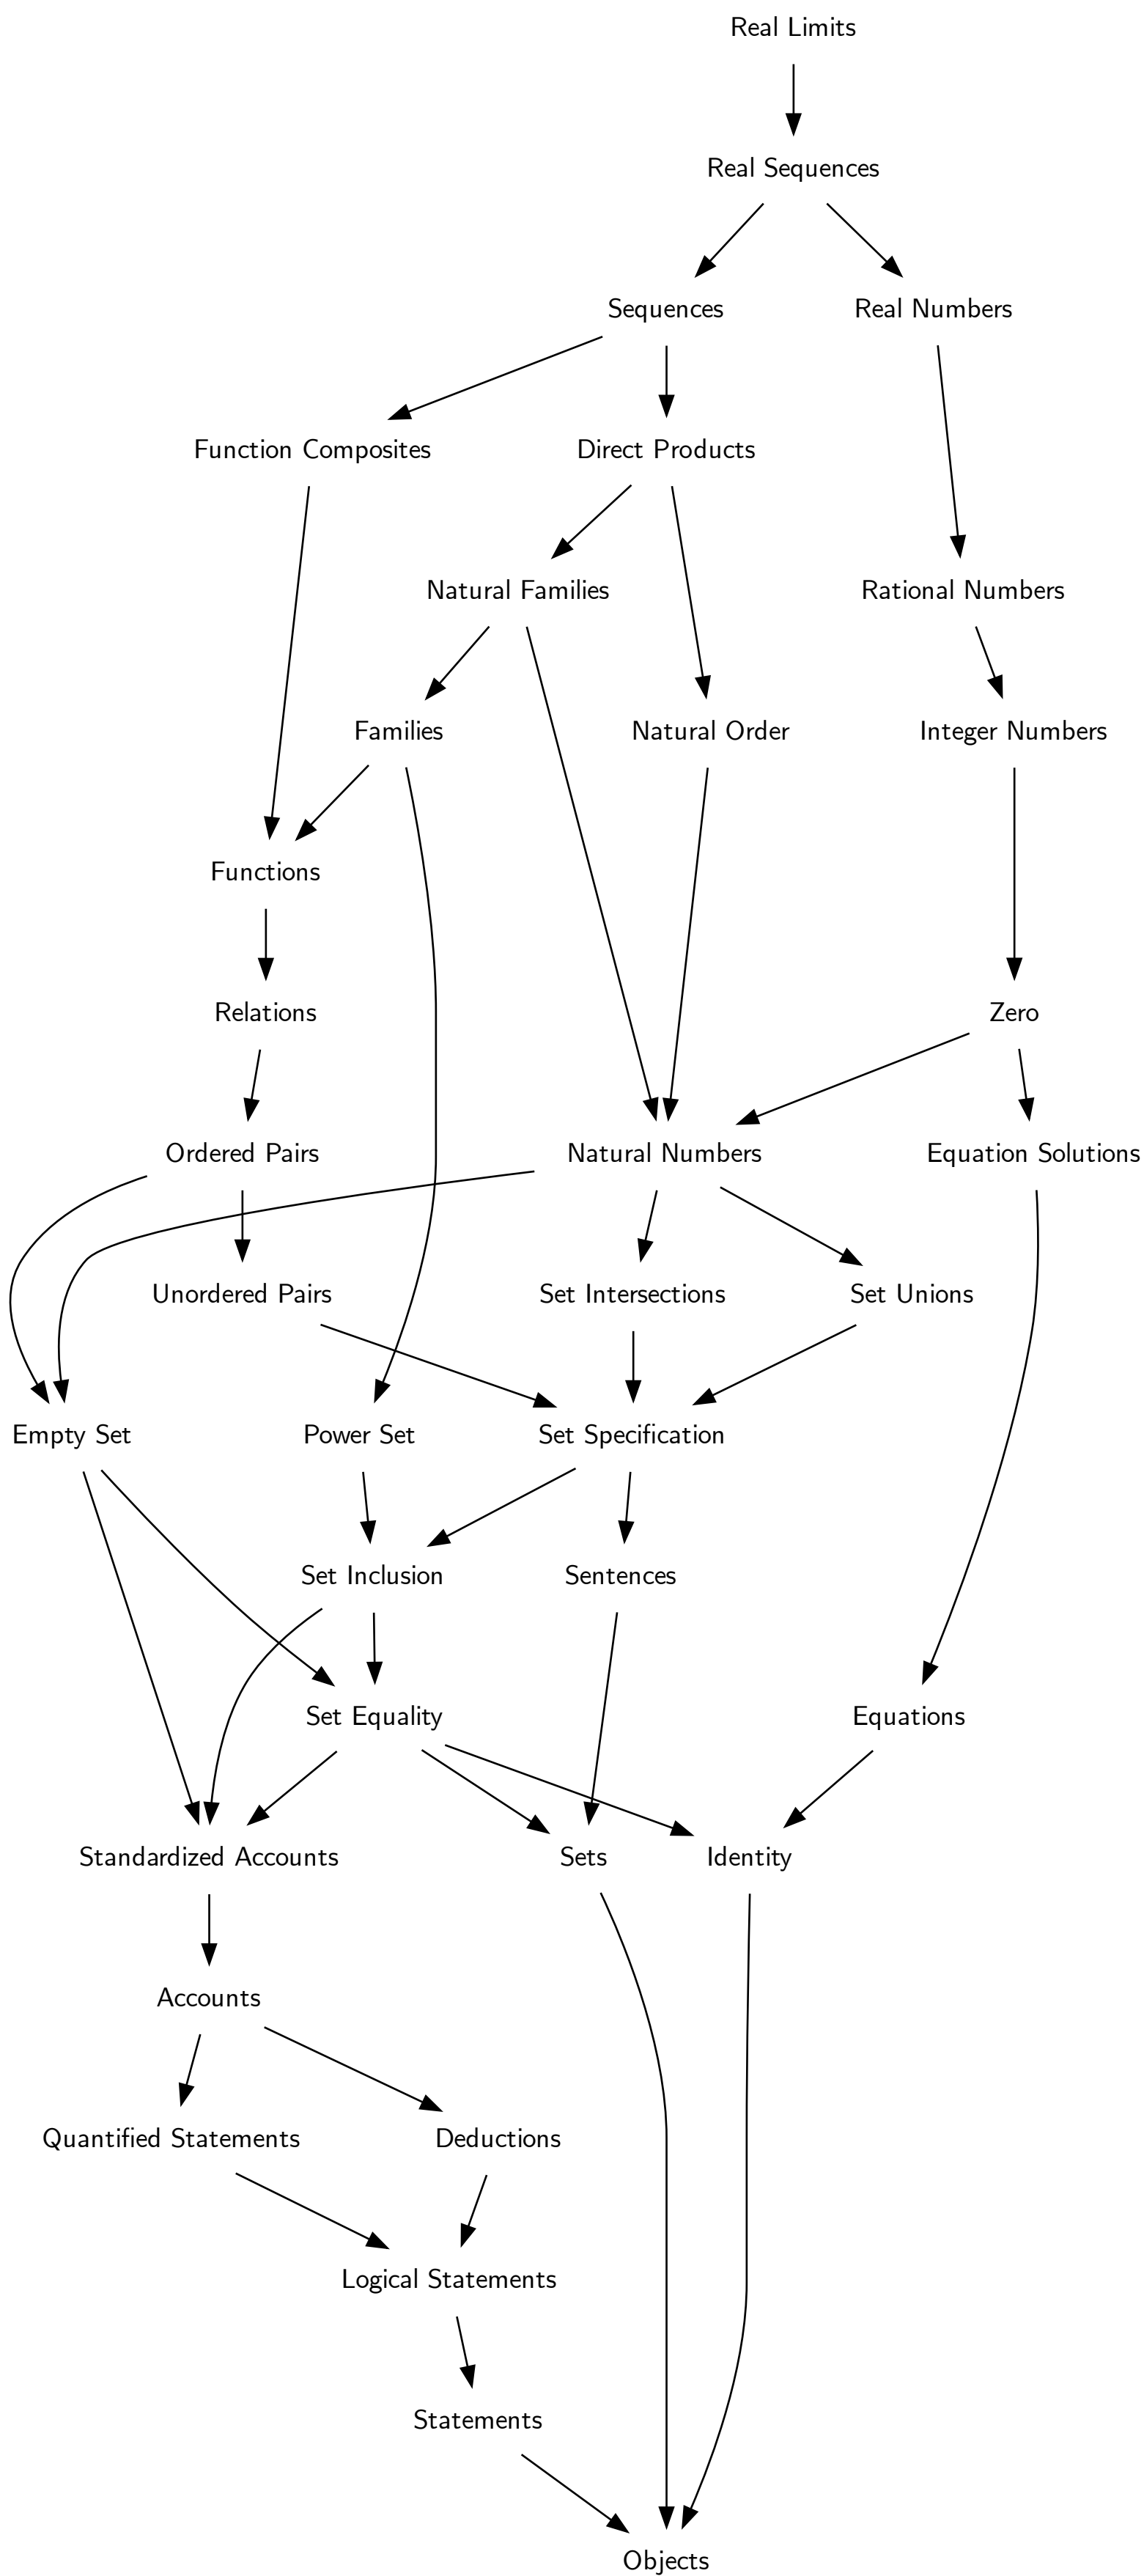 Real Limits
Real Sequences
Sequences
Real Numbers
Function Composites
Direct Products
Natural Families
Rational Numbers
Families
Natural Order
Integer Numbers
Functions
Relations
Zero
Ordered Pairs
Natural Numbers
Equation Solutions
Unordered Pairs
Set Intersections
Set Unions
Empty Set
Power Set
Set Specification
Set Inclusion
Sentences
Set Equality
Equations
Standardized Accounts
Sets
Identity
Accounts
Quantified Statements
Deductions
Logical Statements
Statements
Objects